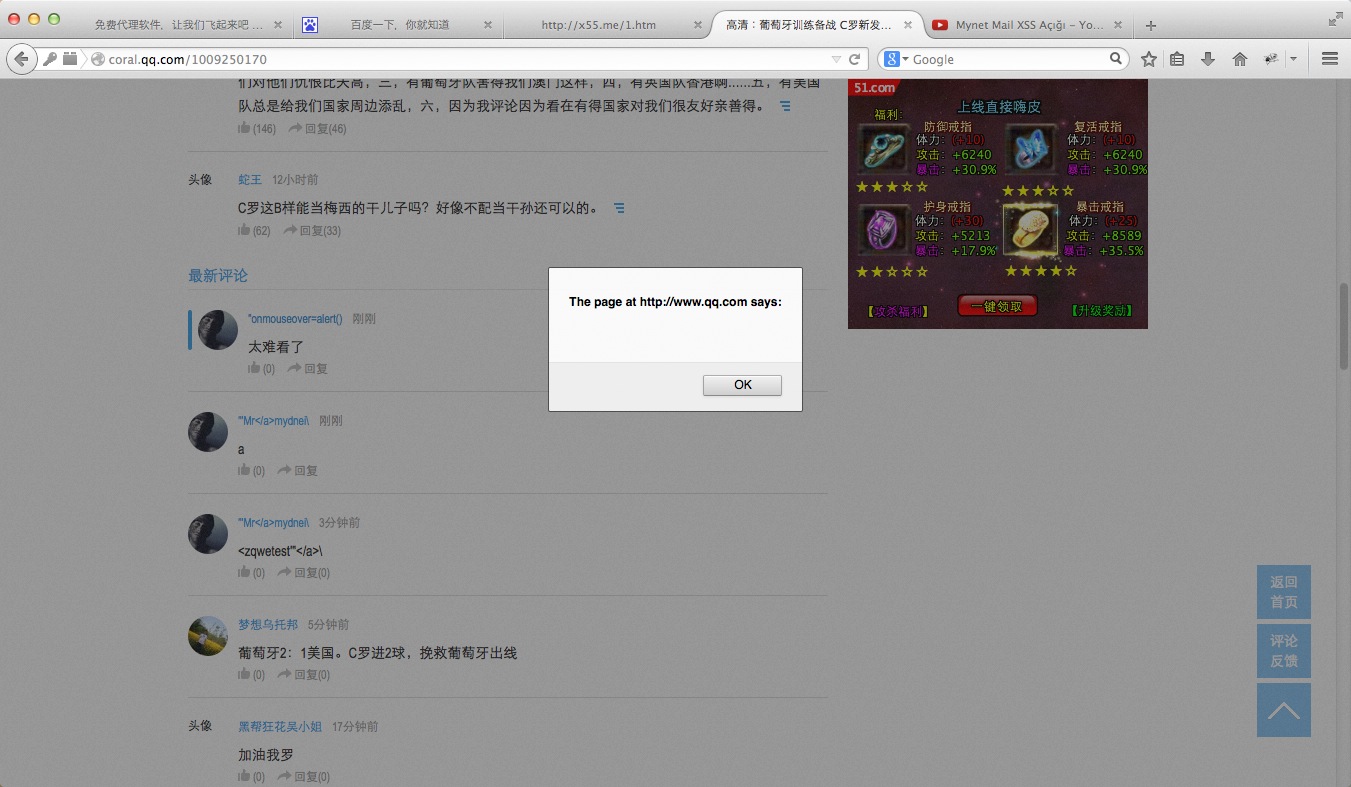 免费代理软件，让我们飞起来吧 ...
百度一下，你就知道
http://x55.me/1.htm
高清：葡萄牙训练备战 C罗新发...
Mynet Mail XSS Açığı – Yo...
coral.qq.com/1009250170
Google
们对他们仇恨比天高，三，有葡萄牙队害得我们澳门这样，四，有英国队香港啊......五，有美国
队总是给我们国家周边添乱，六，因为我评论因为看在有得国家对我们很友好亲善得。
(146) 回复(46)
头像 蛇王 12小时前
C罗这B样能当梅西的干儿子吗？好像不配当干孙还可以的。
(62) 回复(33)
最新评论
"onmouseover=alert() 刚刚
太难看了
(0) 回复
'"Mr</a>mydnei\ 刚刚
a
(0) 回复
'"Mr</a>mydnei\ 3分钟前
<zqwetest'"</a>\
(0) 回复(0)
梦想乌托邦 5分钟前
葡萄牙2：1美国。C罗进2球，挽救葡萄牙出线
(0) 回复(0)
头像 黑帮狂花吴小姐 17分钟前
加油我罗
(0) 回复(0)
The page at http://www.qq.com says:
OK
51.com
上线直接嗨皮
福利:
防御戒指
体力：(+10)
攻击：+6240
暴击：+30.9%
复活戒指
体力：(+10)
攻击：+6240
暴击：+30.9%
护身戒指
体力：(+30)
攻击：+5213
暴击：+17.9%
暴击戒指
体力：(+25)
攻击：+8589
暴击：+35.5%
【攻杀福利】
一键领取
【升级奖励】
返回
首页
评论
反馈